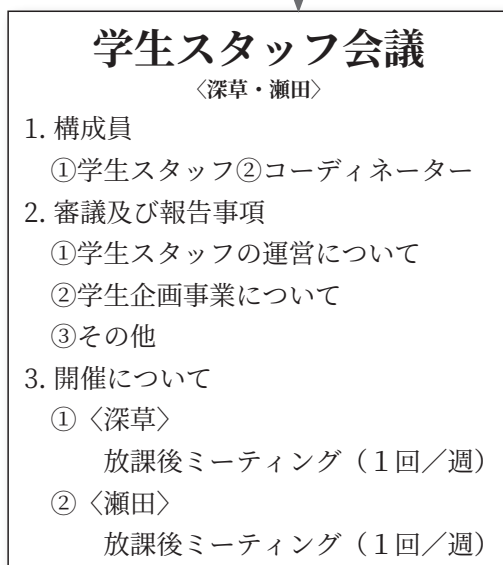 学生スタッフ会議
〈深草・瀬田〉
1. 構成員
①学生スタッフ②コーディネーター
2. 審議及び報告事項
①学生スタッフの運営について
②学生企画事業について
③その他
3. 開催について
①〈深草〉
放課後ミーティング（１回／週）
②〈瀬田〉
放課後ミーティング（１回／週）